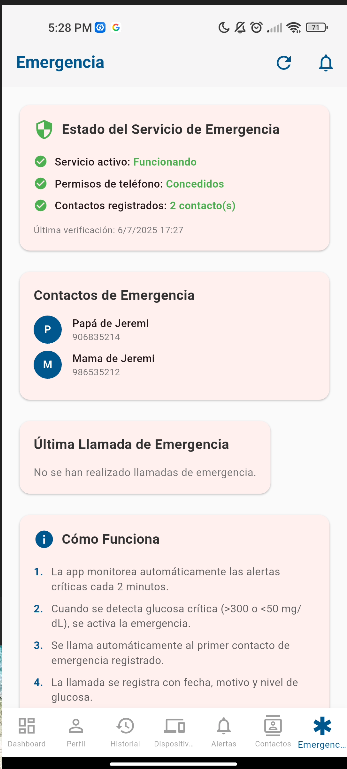 5:28 PM
71
Emergencia
Estado del Servicio de Emergencia
Servicio activo: Funcionando
Permisos de teléfono: Concedidos
Contactos registrados: 2 contacto(s)
Última verificación: 6/7/2025 17:27
Contactos de Emergencia
P
Papá de Jeremi
906835214
M
Mama de Jeremi
986535212
Última Llamada de Emergencia
No se han realizado llamadas de emergencia.
Cómo Funciona
1. La app monitorea automáticamente las alertas
críticas cada 2 minutos.
2. Cuando se detecta glucosa crítica (>300 o <50 mg/
dL), se activa la emergencia.
3. Se llama automáticamente al primer contacto de
emergencia registrado.
4. La llamada se registra con fecha, motivo y nivel de
glucosa.
Dashboard Perfil Historial Dispositiv... Alertas Contactos Emergenc...